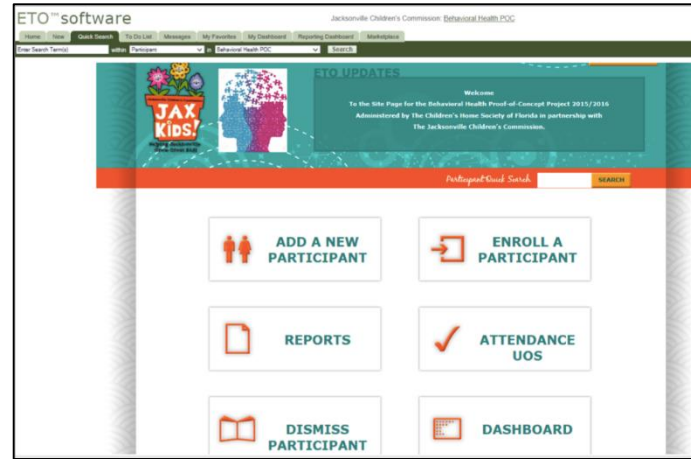 ETO™software
Jacksonville Children's Commission: Behavioral Health POC
Home New Quick Search To Do List Messages My Favorites My Dashboard Reporting Dashboard Marketplace
Enter Search Term(s) within Participant in Behavioral Health POC Search
ETO UPDATES
Welcome
To the Site Page for the Behavioral Health Proof-of-Concept Project 2015/2016
Administered by The Children's Home Society of Florida in partnership with
The Jacksonville Children's Commission.
JAX
KiDS!
Participant Quick Search SEARCH
ADD A NEW
PARTICIPANT
ENROLL A
PARTICIPANT
REPORTS
ATTENDANCE
UOS
DISMISS
PARTICIPANT
DASHBOARD